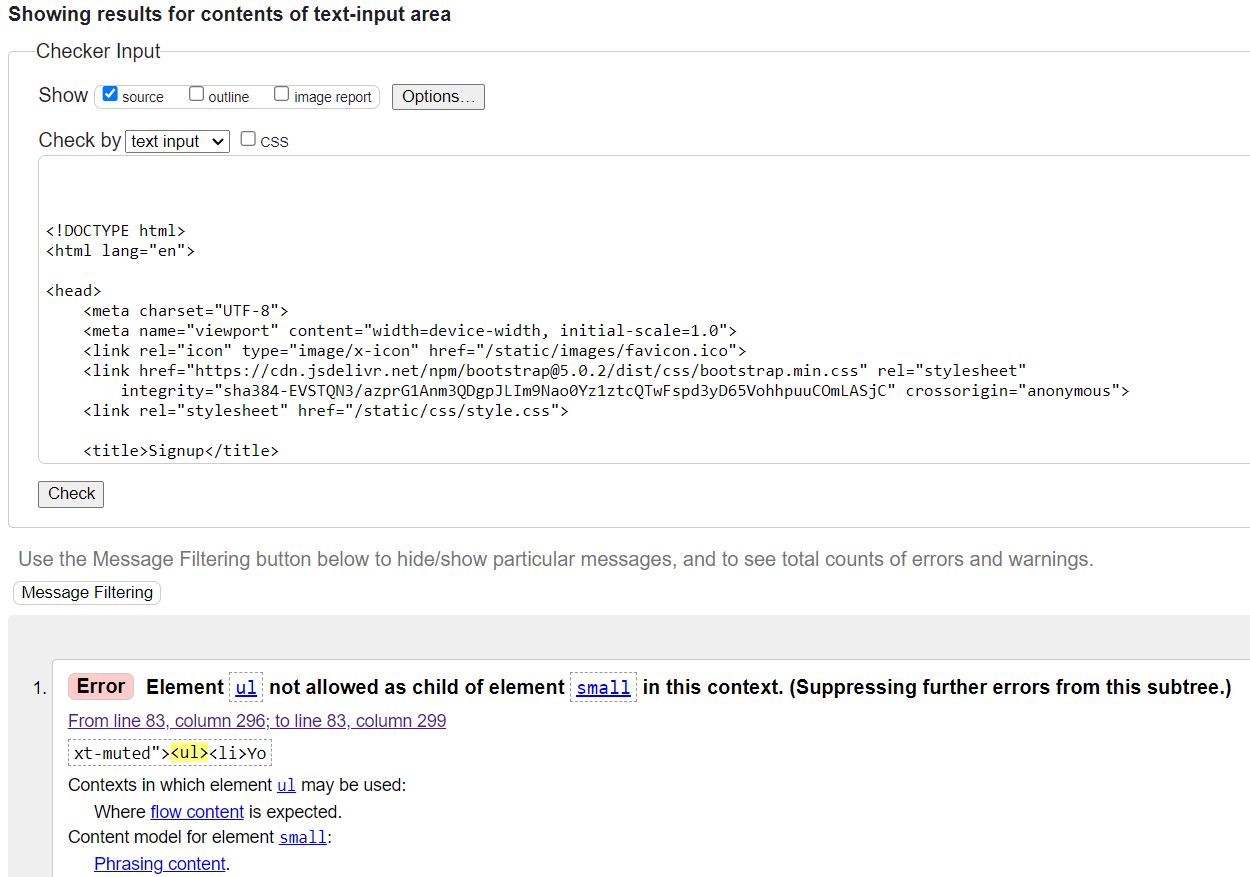 Showing results for contents of text-input area
Checker Input
Show source outline image report Options...
Check by text input CSS
<!DOCTYPE html>
<html lang="en">
<head>
<meta charset="UTF-8">
<meta name="viewport" content="width=device-width, initial-scale=1.0">
<link rel="icon" type="image/x-icon" href="/static/images/favicon.ico">
<link href="https://cdn.jsdelivr.net/npm/bootstrap@5.0.2/dist/css/bootstrap.min.css" rel="stylesheet"
integrity="sha384-EVSTQN3/azprG1Anm3QDgpJLIm9Nao0Yz1ztcQTwFspd3yD65VohhpuuCOmLASjC" crossorigin="anonymous">
<link rel="stylesheet" href="/static/css/style.css">
<title>Signup</title>
Check
Use the Message Filtering button below to hide/show particular messages, and to see total counts of errors and warnings.
Message Filtering
1. Error Element ul not allowed as child of element small in this context. (Suppressing further errors from this subtree.)
From line 83, column 296; to line 83, column 299
xt-muted"><ul><li>Yo
Contexts in which element ul may be used:
Where flow content is expected.
Content model for element small:
Phrasing content.